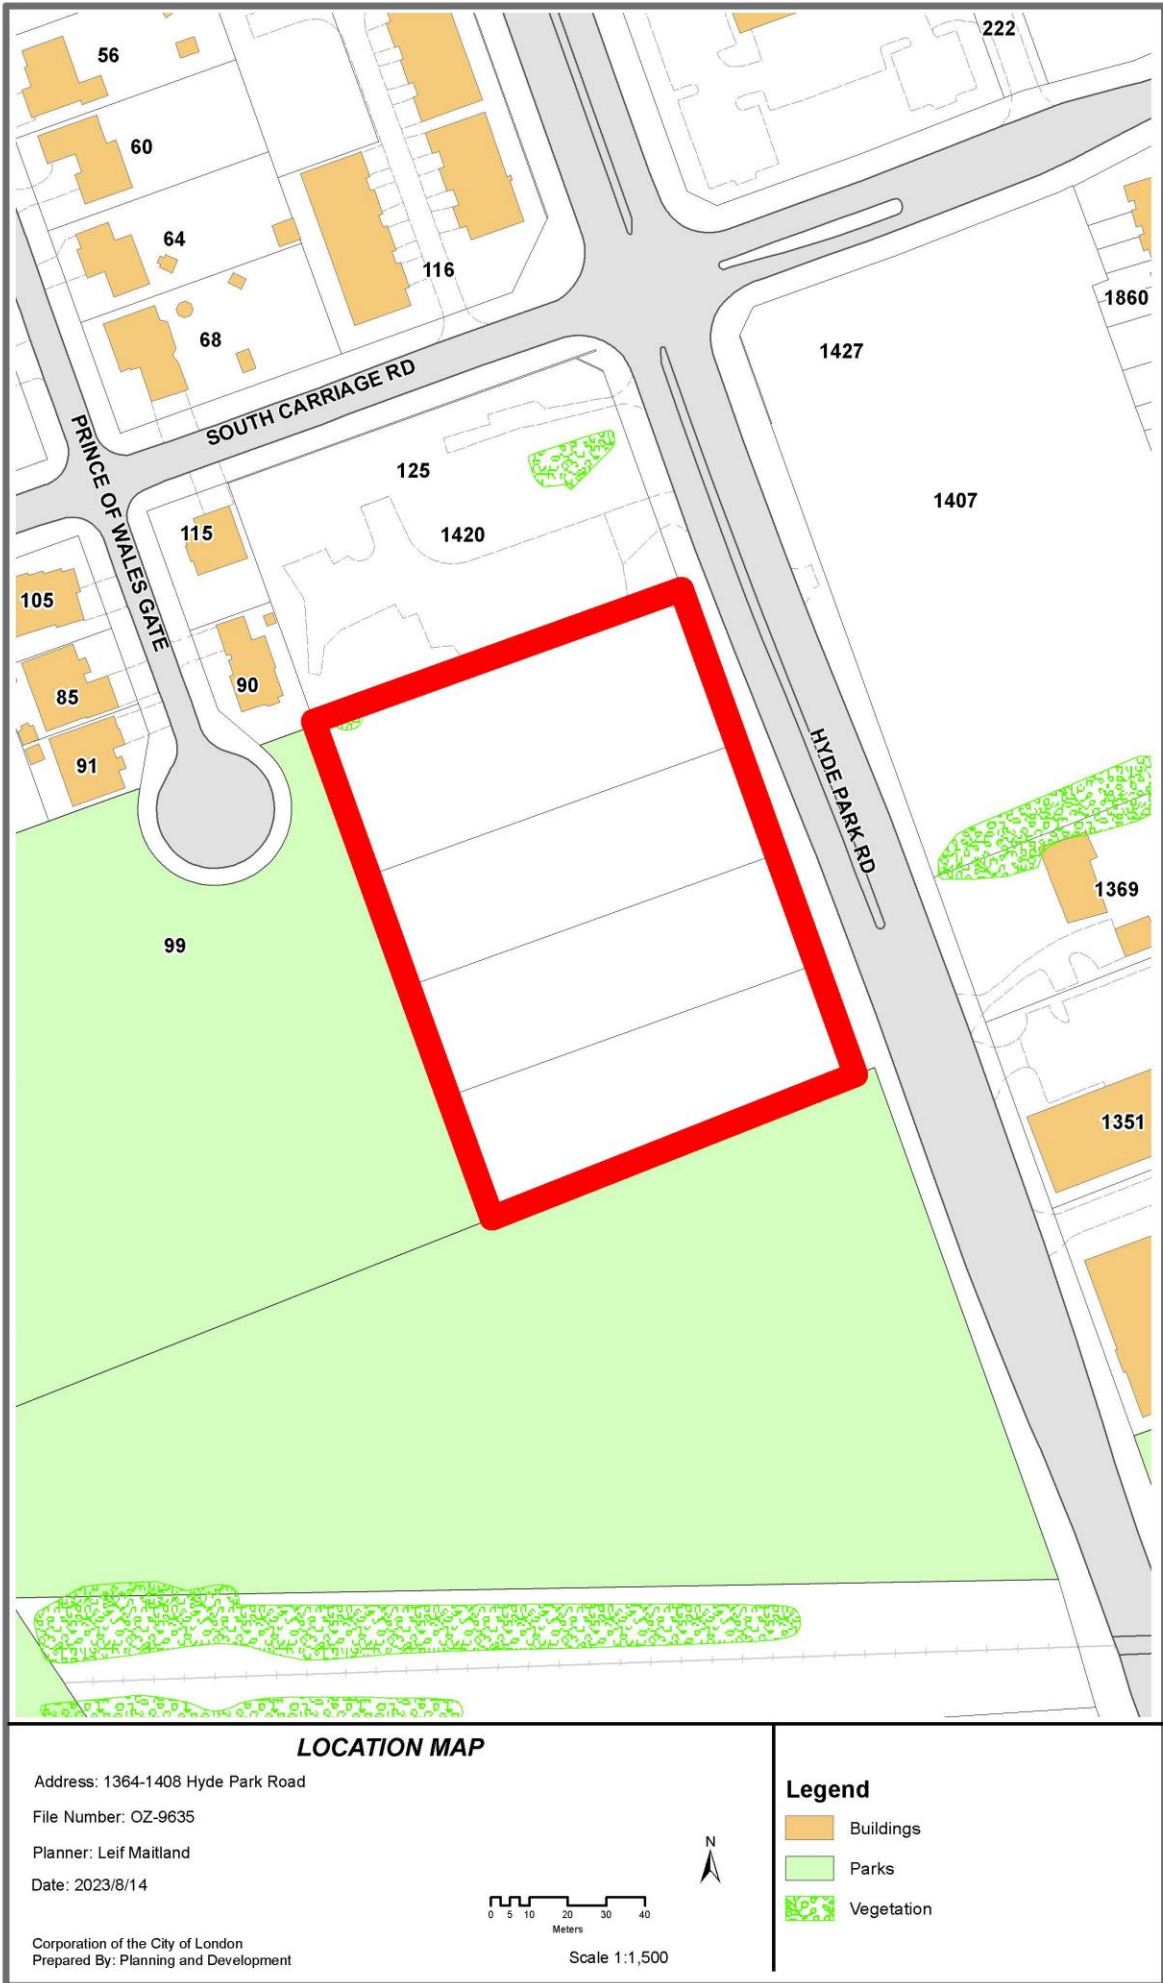 222
56
60
64
116
68
1860
1427
SOUTH CARRIAGE RD
PRINCE OF WALES GATE
125
1407
115
1420
105
85
90
91
HYDE PARK RD
1369
99
1351
LOCATION MAP
Address: 1364-1408 Hyde Park Road
File Number: OZ-9635
Planner: Leif Maitland
Date: 2023/8/14
Corporation of the City of London
Prepared By: Planning and Development
N
0 5 10 20 30 40
Meters
Scale 1:1,500
Legend
Buildings
Parks
Vegetation